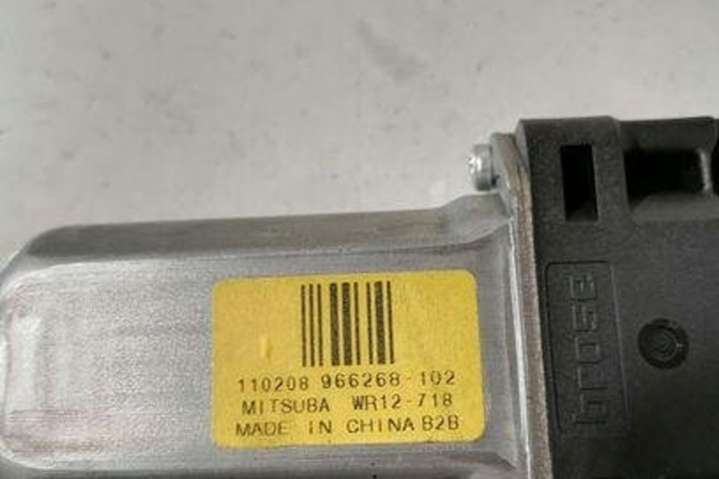 110208 966268-102
MITSUBA WR12-718
MADE IN CHINA B2B
brose